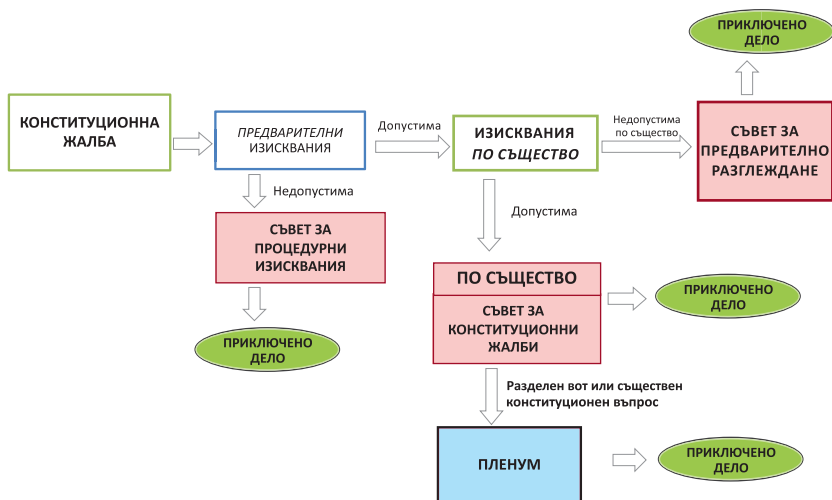 ПРИКЛЮЧЕНО
ДЕЛО
КОНСТИТУЦИОННА
ЖАЛБА
ПРЕДВАРИТЕЛНИ
ИЗИСКВАНИЯ
Допустима
ИЗИСКВАНИЯ
ПО СЪЩЕСТВО
Недопустима
по същество
СЪВЕТ ЗА
ПРЕДВАРИТЕЛНО
РАЗГЛЕЖДАНЕ
Недопустима
Допустима
СЪВЕТ ЗА
ПРОЦЕДУРНИ
ИЗИСКВАНИЯ
ПО СЪЩЕСТВО
СЪВЕТ ЗА
КОНСТИТУЦИОННИ
ЖАЛБИ
ПРИКЛЮЧЕНО
ДЕЛО
ПРИКЛЮЧЕНО
ДЕЛО
Разделен вот или съществен
конституционен въпрос
ПЛЕНУМ
ПРИКЛЮЧЕНО
ДЕЛО